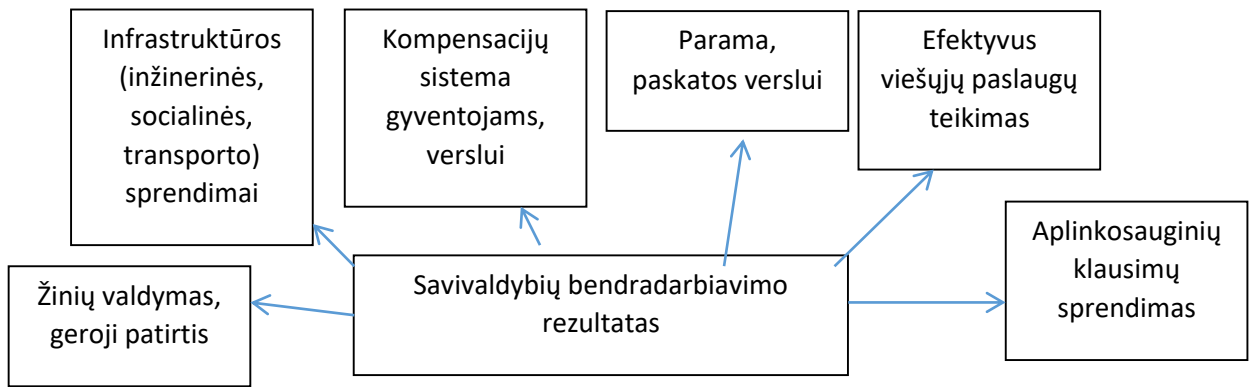 Infrastruktūros
(inžinerinės,
socialinės,
transporto)
sprendimai
Kompensacijų
sistema
gyventojams,
verslui
Parama,
paskatos verslui
Efektyvus
viešųjų paslaugų
teikimas
Aplinkosauginių
klausimų
sprendimas
Žinių valdymas,
geroji patirtis
Savivaldybių bendradarbiavimo
rezultatas